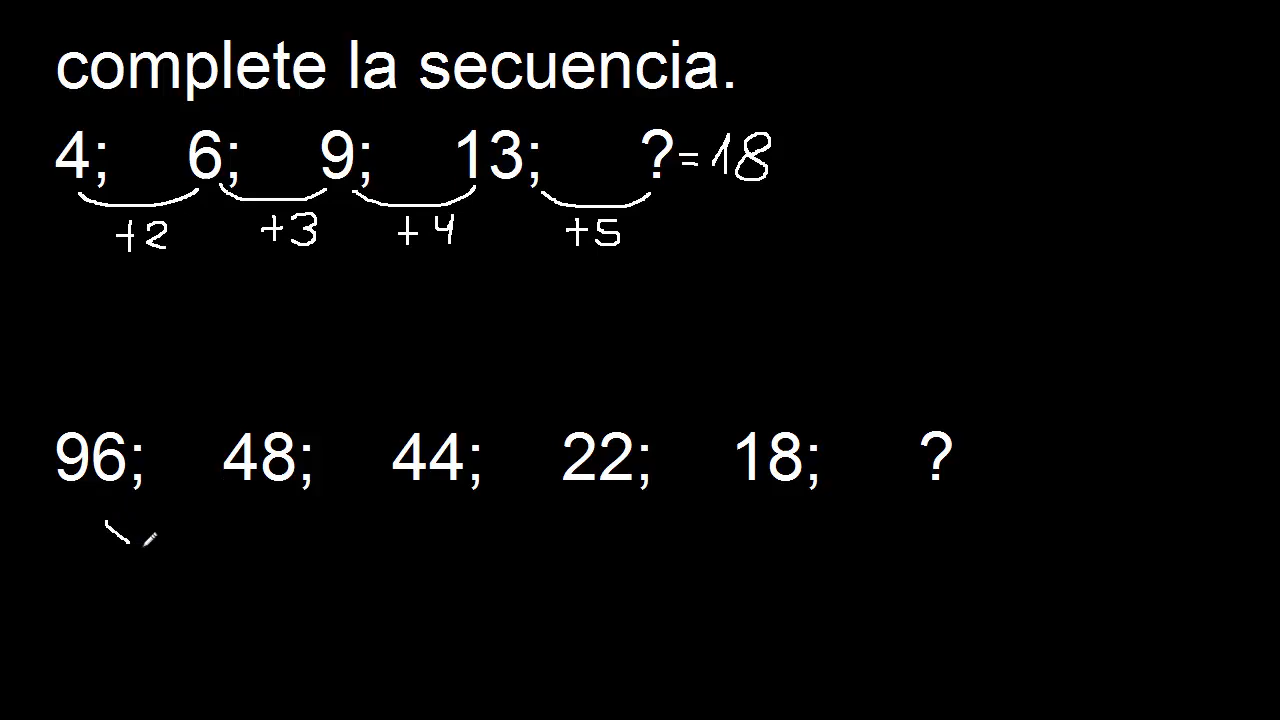 complete la secuencia.
4; 6; 9; 13; ?=18
+2 +3 +4 +5
96; 48; 44; 22; 18; ?